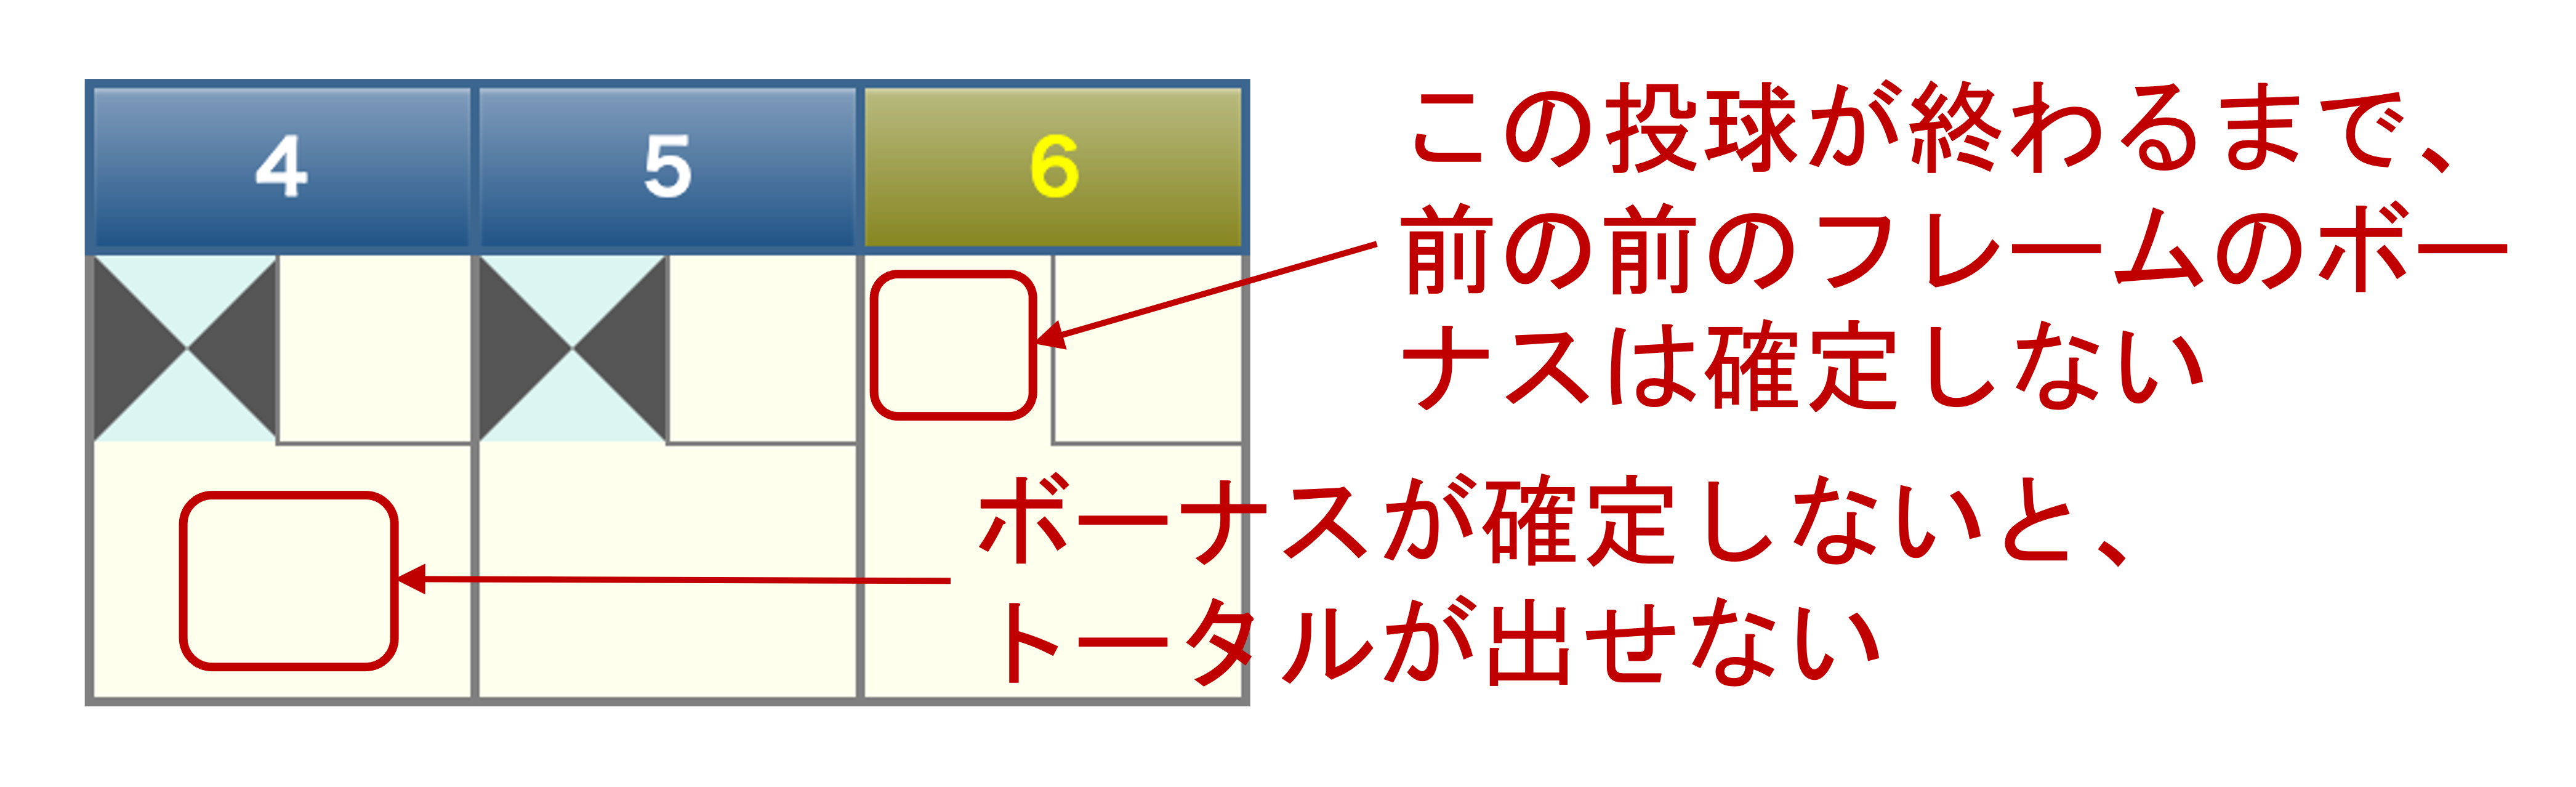 4 5 6
この投球が終わるまで、
前の前のフレームのボー
ナスは確定しない
ボーナスが確定しないと、
トータルが出せない